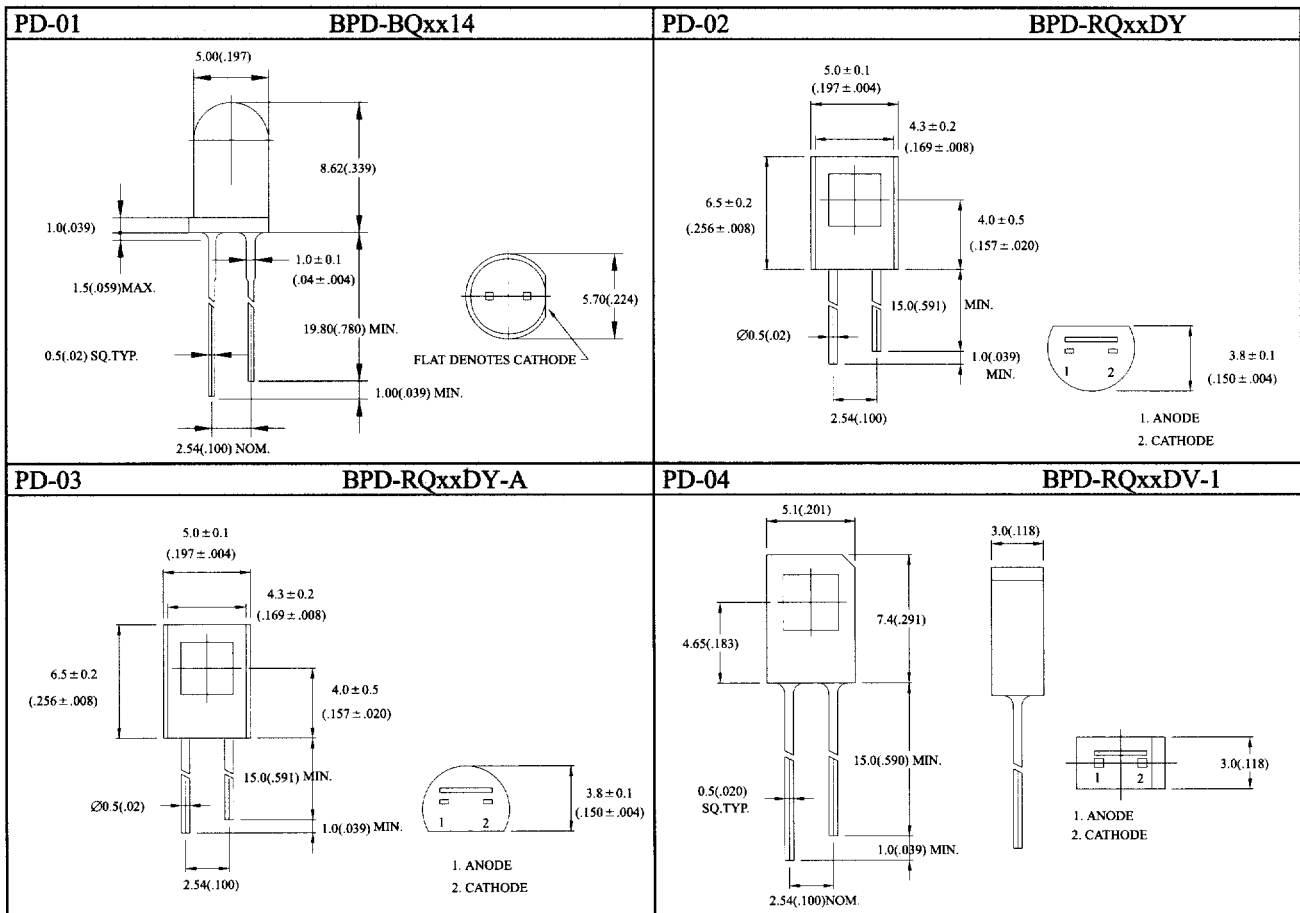 PD-01 BPD-BQxx14
5.00(.197)
8.62(.339)
1.0(.039)
1.0 ± 0.1
(.04 ± .004)
1.5(.059)MAX.
5.70(.224)
19.80(.780) MIN.
0.5(.02) SQ.TYP.
FLAT DENOTES CATHODE
1.00(.039) MIN.
2.54(.100) NOM.
PD-02 BPD-RQxxDY
5.0 ± 0.1
(.197 ± .004)
4.3 ± 0.2
(.169 ± .008)
6.5 ± 0.2
(.256 ± .008)
4.0 ± 0.5
(.157 ± .020)
15.0(.591) MIN.
Ø0.5(.02)
1.0(.039)
MIN.
1 2
3.8 ± 0.1
(.150 ± .004)
2.54(.100)
1. ANODE
2. CATHODE
PD-03 BPD-RQxxDY-A
5.0 ± 0.1
(.197 ± .004)
4.3 ± 0.2
(.169 ± .008)
6.5 ± 0.2
(.256 ± .008)
4.0 ± 0.5
(.157 ± .020)
15.0(.591) MIN.
Ø0.5(.02)
3.8 ± 0.1
(.150 ± .004)
1 2
1.0(.039) MIN.
1. ANODE
2. CATHODE
2.54(.100)
PD-04 BPD-RQxxDV-1
5.1(.201)
3.0(.118)
7.4(.291)
4.65(.183)
15.0(.590) MIN.
0.5(.020)
SQ.TYP.
1 2
3.0(.118)
1. ANODE
2. CATHODE
1.0(.039) MIN.
2.54(.100)NOM.